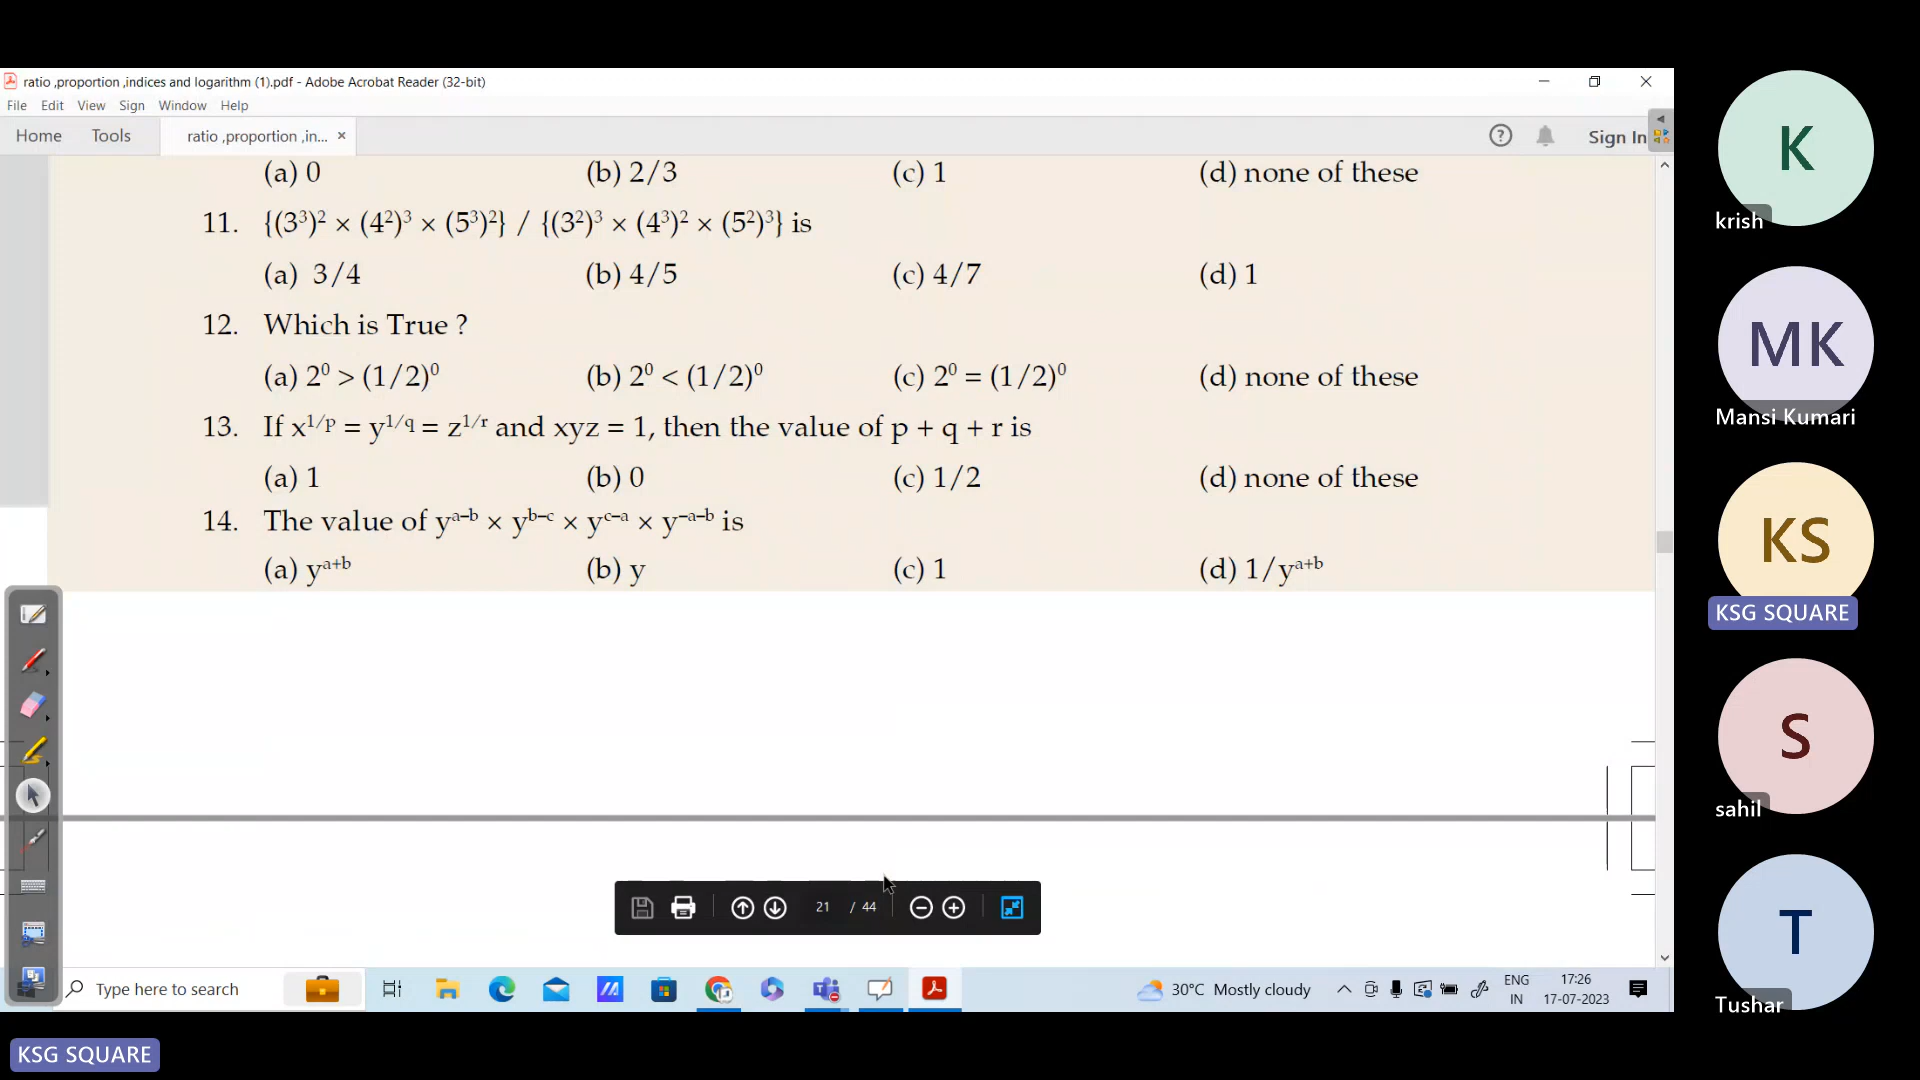 ratio ,proportion ,indices and logarithm (1).pdf - Adobe Acrobat Reader (32-bit)
File Edit View Sign Window Help
Home Tools ratio ,proportion ,in... × Sign In
(a) 0 (b) 2/3 (c) 1 (d) none of these
11. {(3³)² × (4²)³ × (5³)²} / {(3²)³ × (4³)² × (5²)³} is
(a) 3/4 (b) 4/5 (c) 4/7 (d) 1
12. Which is True ?
(a) 2⁰ > (1/2)⁰ (b) 2⁰ < (1/2)⁰ (c) 2⁰ = (1/2)⁰ (d) none of these
13. If x^1/p = y^1/q = z^1/r and xyz = 1, then the value of p + q + r is
(a) 1 (b) 0 (c) 1/2 (d) none of these
14. The value of y^a–b × y^b–c × y^c–a × y^–a–b is
(a) y^a+b (b) y (c) 1 (d) 1/y^a+b
21 / 44
Type here to search
30°C Mostly cloudy
ENG
IN
17:26
17-07-2023
K
krish
MK
Mansi Kumari
KS
KSG SQUARE
S
sahil
T
Tushar
KSG SQUARE